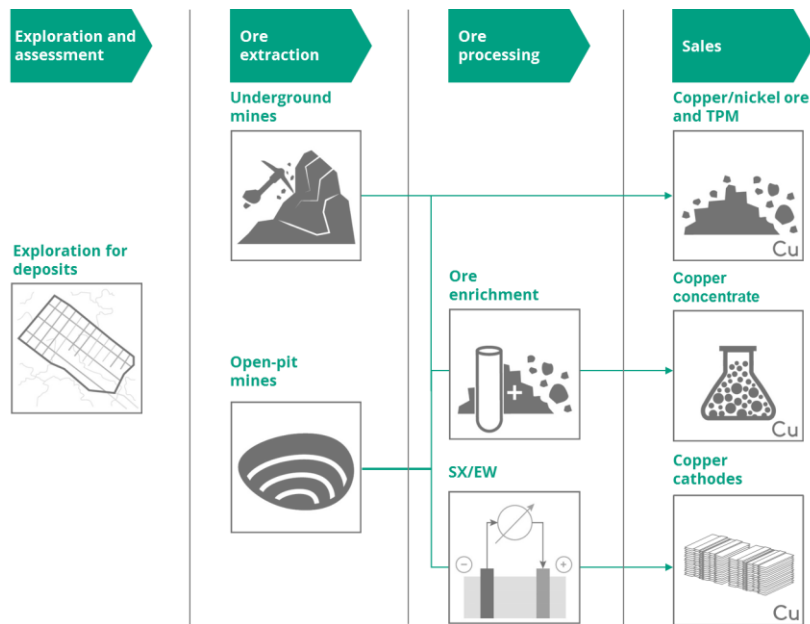 Exploration and
assessment
Ore
extraction
Ore
processing
Sales
Underground
mines
Copper/nickel ore
and TPM
Cu
Exploration for
deposits
Ore
enrichment
Copper
concentrate
+
Cu
Open-pit
mines
SX/EW
Copper
cathodes
− +
Cu